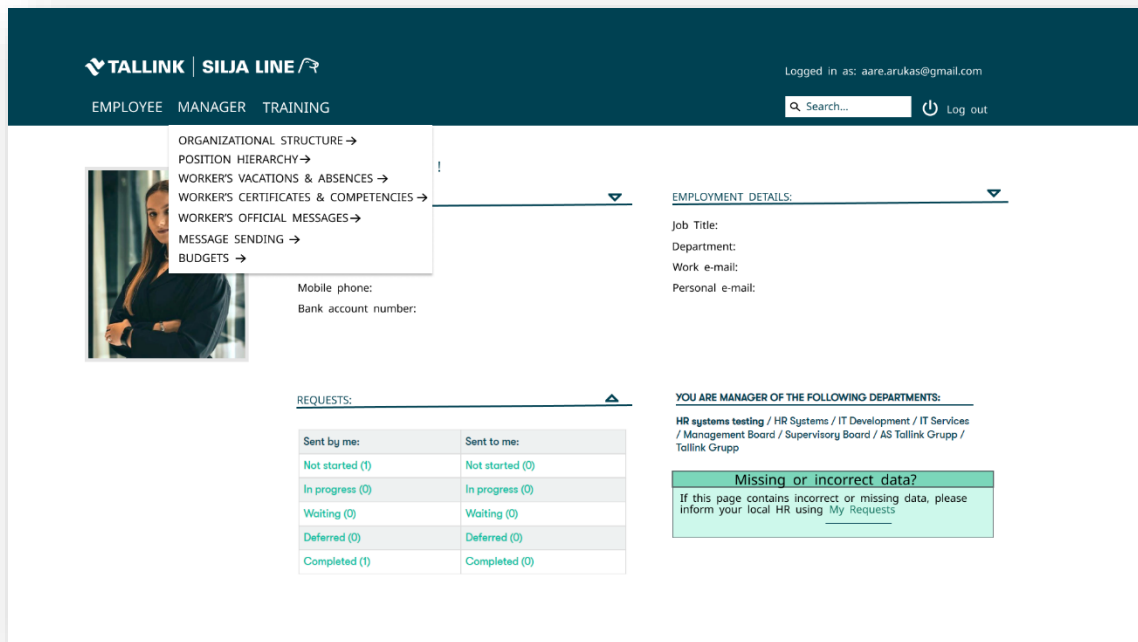 TALLINK | SILJA LINE
Logged in as: aare.arukas@gmail.com
EMPLOYEE MANAGER TRAINING
Search...
Log out
ORGANIZATIONAL STRUCTURE →
POSITION HIERARCHY →
WORKER'S VACATIONS & ABSENCES →
WORKER'S CERTIFICATES & COMPETENCIES →
WORKER'S OFFICIAL MESSAGES →
MESSAGE SENDING →
BUDGETS →
!
Mobile phone:
Bank account number:
EMPLOYMENT DETAILS:
Job Title:
Department:
Work e-mail:
Personal e-mail:
REQUESTS:
Sent by me: Sent to me:
Not started (1) Not started (0)
In progress (0) In progress (0)
Waiting (0) Waiting (0)
Deferred (0) Deferred (0)
Completed (1) Completed (0)
YOU ARE MANAGER OF THE FOLLOWING DEPARTMENTS:
HR systems testing / HR Systems / IT Development / IT Services
/ Management Board / Supervisory Board / AS Tallink Grupp /
Tallink Grupp
Missing or incorrect data?
If this page contains incorrect or missing data, please
inform your local HR using My Requests